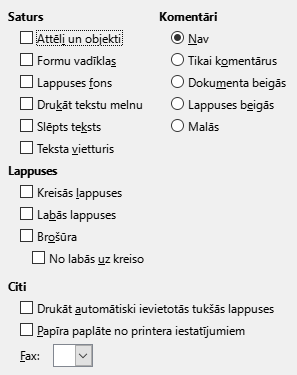 Saturs
Attēli un objekti
Formu vadīklas
Lappuses fons
Drukāt tekstu melnu
Slēpts teksts
Teksta vietturis
Komentāri
Nav
Tikai komentārus
Dokumenta beigās
Lappuses beigās
Malās
Lappuses
Kreisās lappuses
Labās lappuses
Brošūra
No labās uz kreiso
Citi
Drukāt automātiski ievietotās tukšās lappuses
Papīra paplāte no printera iestatījumiem
Fax: